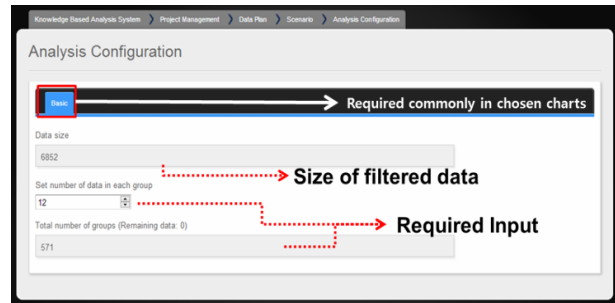 Knowledge Based Analysis System > Project Management > Data Plan > Scenario > Analysis Configuration
Analysis Configuration
Basic
Required commonly in chosen charts
Data size
6852
Size of filtered data
Set number of data in each group
12
Total number of groups (Remaining data: 0)
Required Input
571